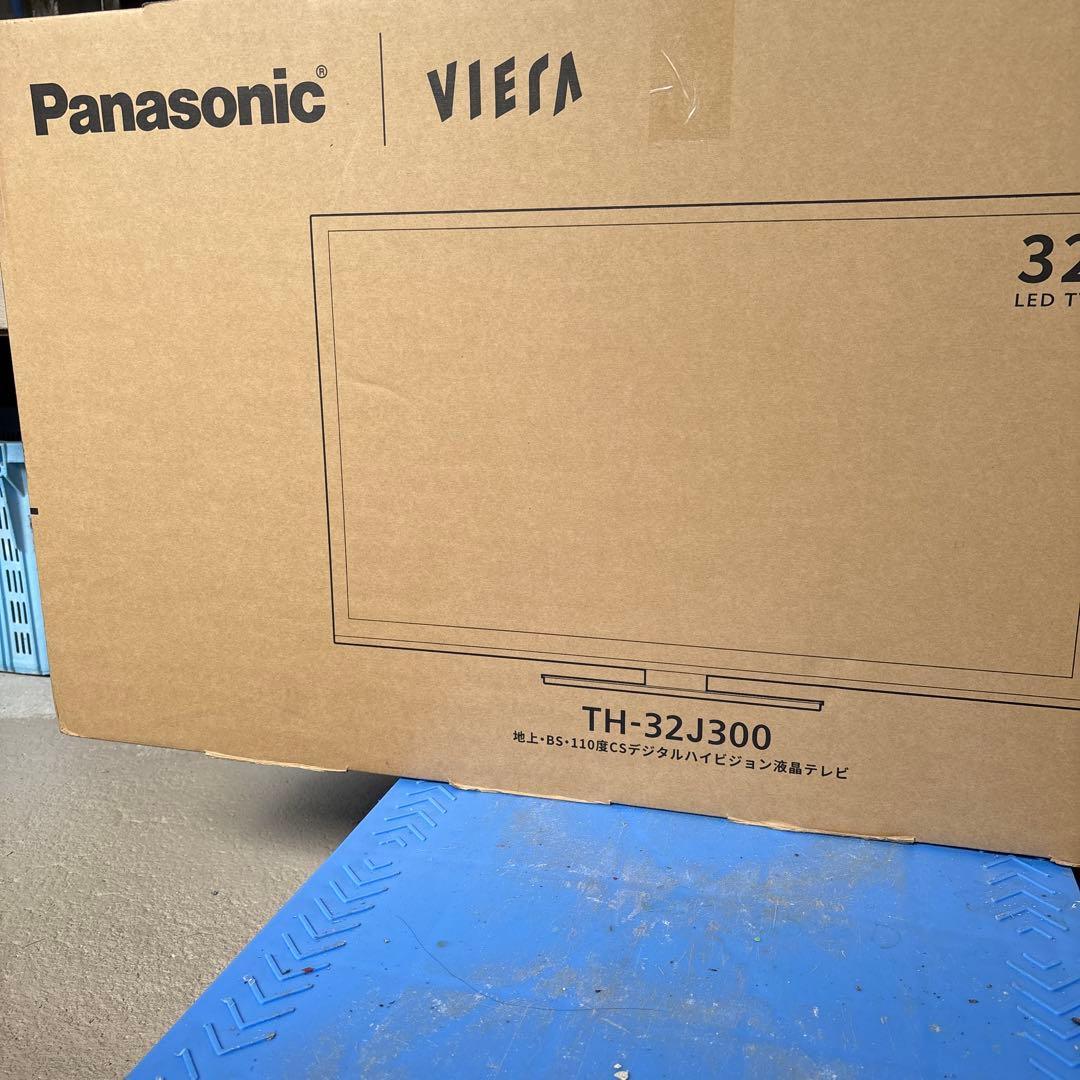 Panasonic® VIERA
32
LED TV
TH-32J300
地上・BS・110度CSデジタルハイビジョン液晶テレビ